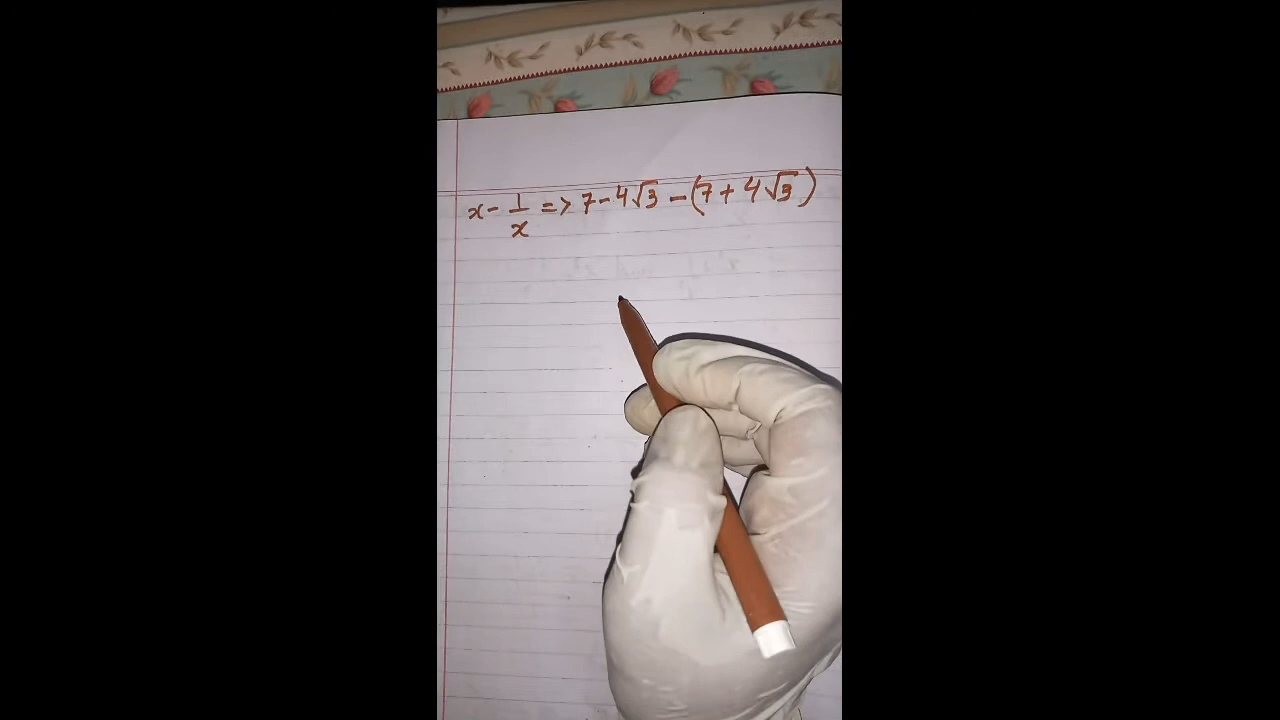 x - 1/x => 7 - 4√3 - (7 + 4√3)